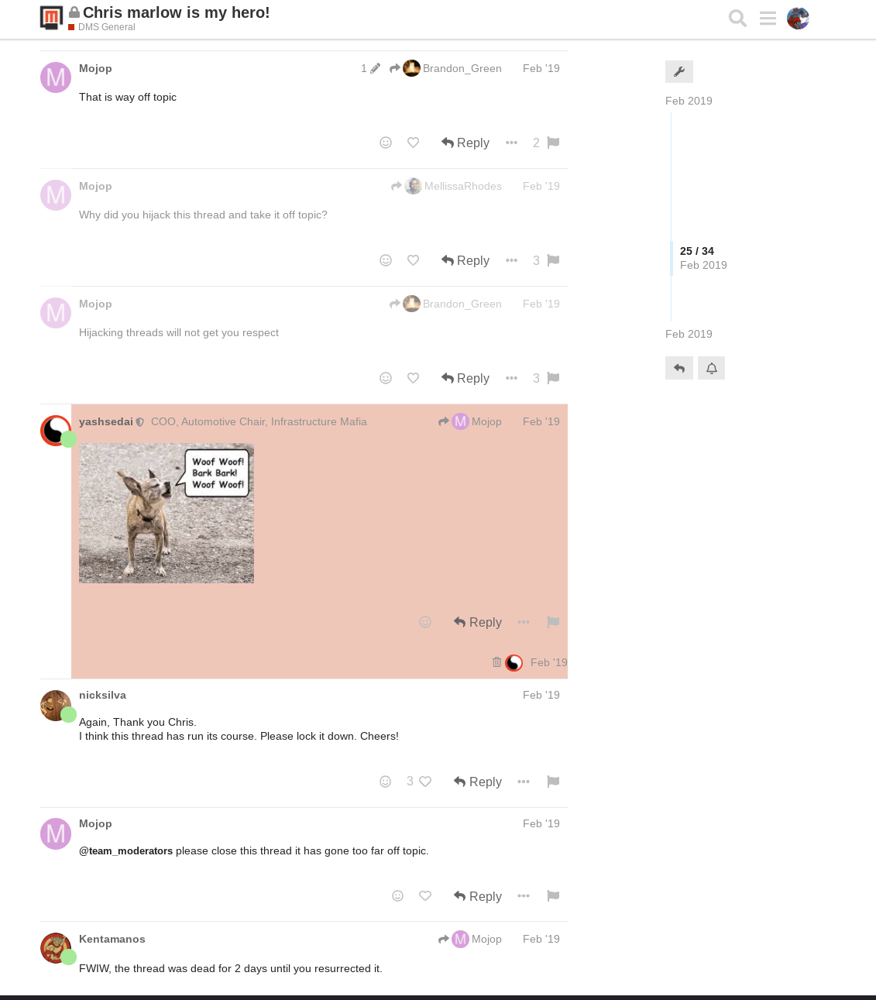 Chris marlow is my hero!
DMS General
Mojop 1 Brandon_Green Feb '19
That is way off topic
Reply 2
Mojop MellissaRhodes Feb '19
Why did you hijack this thread and take it off topic?
Reply 3
Mojop Brandon_Green Feb '19
Hijacking threads will not get you respect
Reply 3
yashsedai COO, Automotive Chair, Infrastructure Mafia Mojop Feb '19
Woof Woof!
Bark Bark!
Woof Woof!
Reply
Feb '19
nicksilva Feb '19
Again, Thank you Chris.
I think this thread has run its course. Please lock it down. Cheers!
3 Reply
Mojop Feb '19
@team_moderators please close this thread it has gone too far off topic.
Reply
Kentamanos Mojop Feb '19
FWIW, the thread was dead for 2 days until you resurrected it.
Feb 2019
25 / 34
Feb 2019
Feb 2019